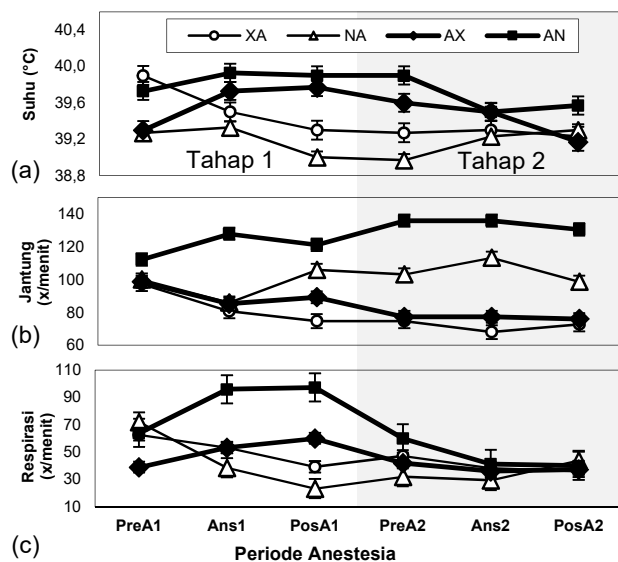 40,4
XA NA AX AN
40,0
39,6
39,2
38,8
Suhu (°C)
Tahap 1 Tahap 2
(a)
140
120
100
80
60
Jantung
(x/menit)
(b)
110
90
70
50
30
10
Respirasi
(x/menit)
PreA1 Ans1 PosA1 PreA2 Ans2 PosA2
(c)
Periode Anestesia